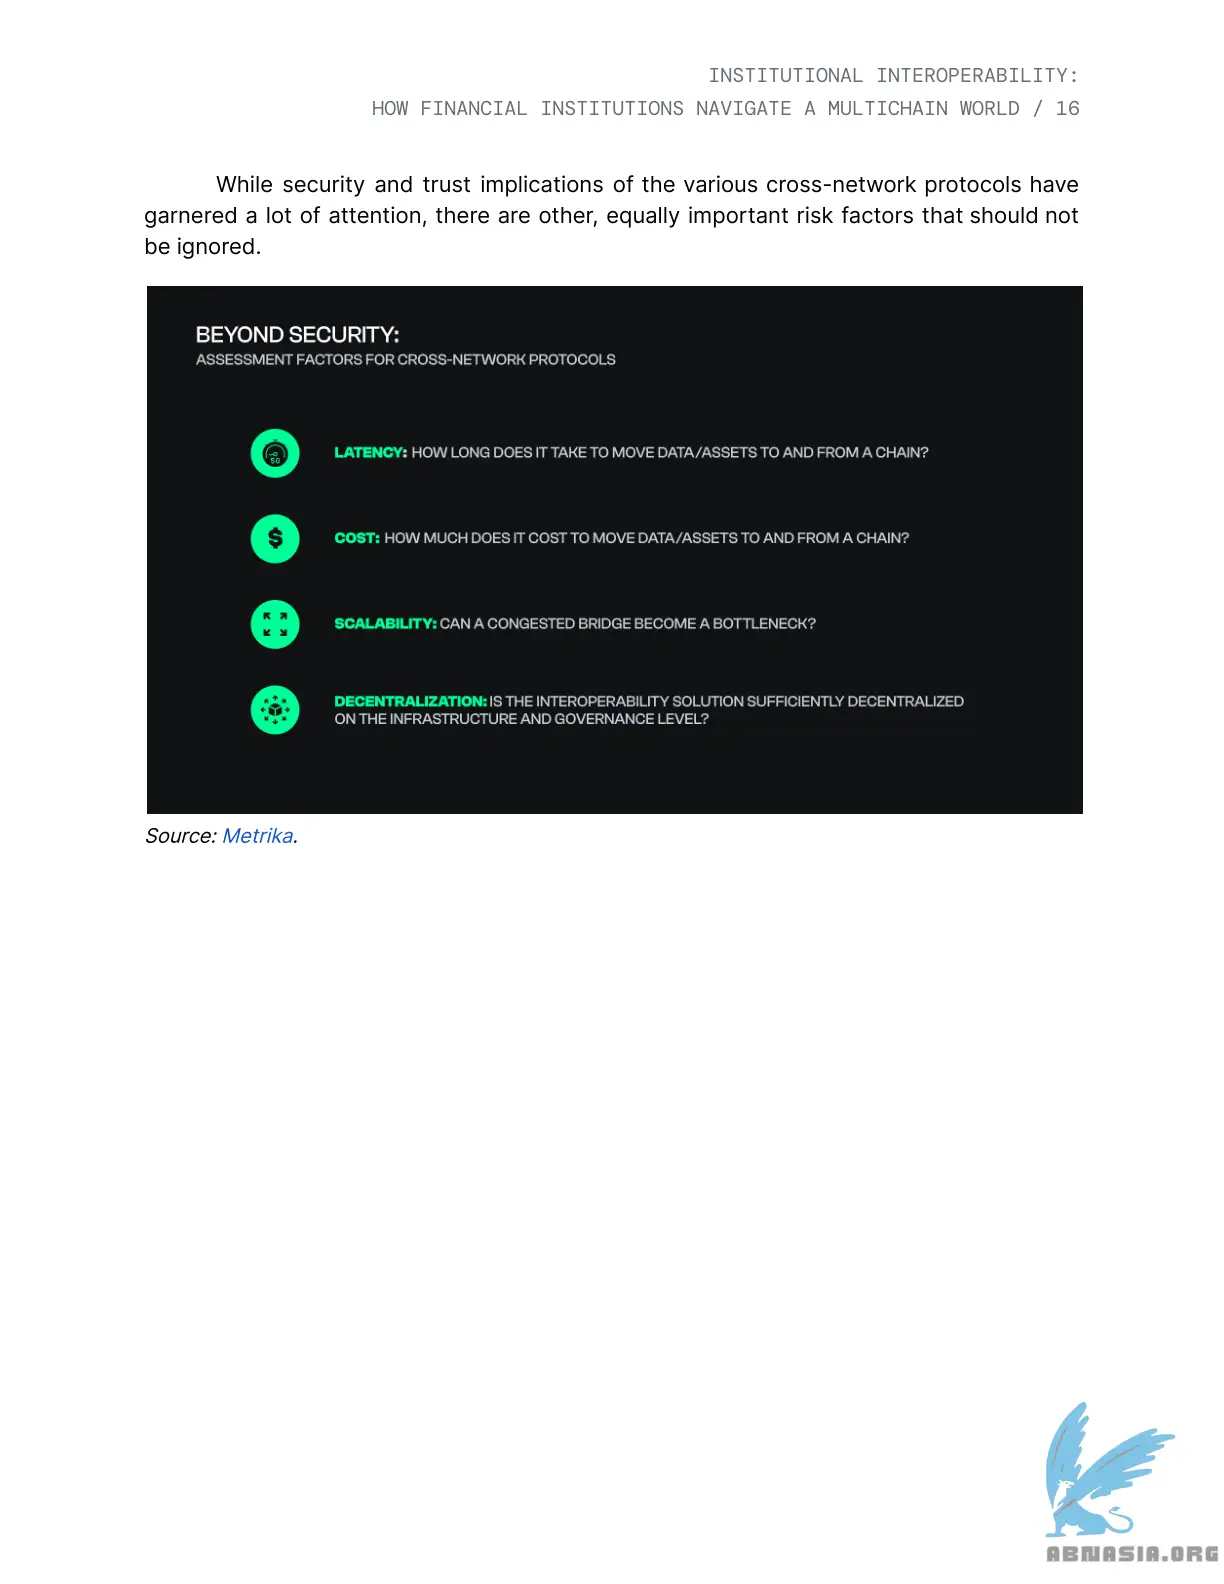 INSTITUTIONAL INTEROPERABILITY:
HOW FINANCIAL INSTITUTIONS NAVIGATE A MULTICHAIN WORLD / 16
While security and trust implications of the various cross-network protocols have
garnered a lot of attention, there are other, equally important risk factors that should not
be ignored.
BEYOND SECURITY:
ASSESSMENT FACTORS FOR CROSS-NETWORK PROTOCOLS
50
LATENCY: HOW LONG DOES IT TAKE TO MOVE DATA/ASSETS TO AND FROM A CHAIN?
$
COST: HOW MUCH DOES IT COST TO MOVE DATA/ASSETS TO AND FROM A CHAIN?
SCALABILITY: CAN A CONGESTED BRIDGE BECOME A BOTTLENECK?
DECENTRALIZATION: IS THE INTEROPERABILITY SOLUTION SUFFICIENTLY DECENTRALIZED
ON THE INFRASTRUCTURE AND GOVERNANCE LEVEL?
Source: Metrika.
ABNASIA.ORG